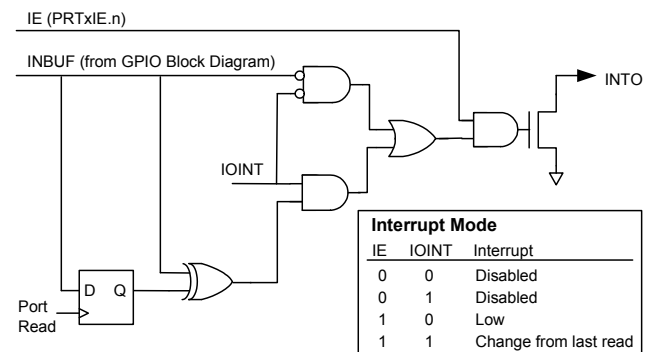 IE (PRTxIE.n)
INBUF (from GPIO Block Diagram)
INTO
IOINT
D Q
Port
Read
Interrupt Mode
IE IOINT Interrupt
0 0 Disabled
0 1 Disabled
1 0 Low
1 1 Change from last read